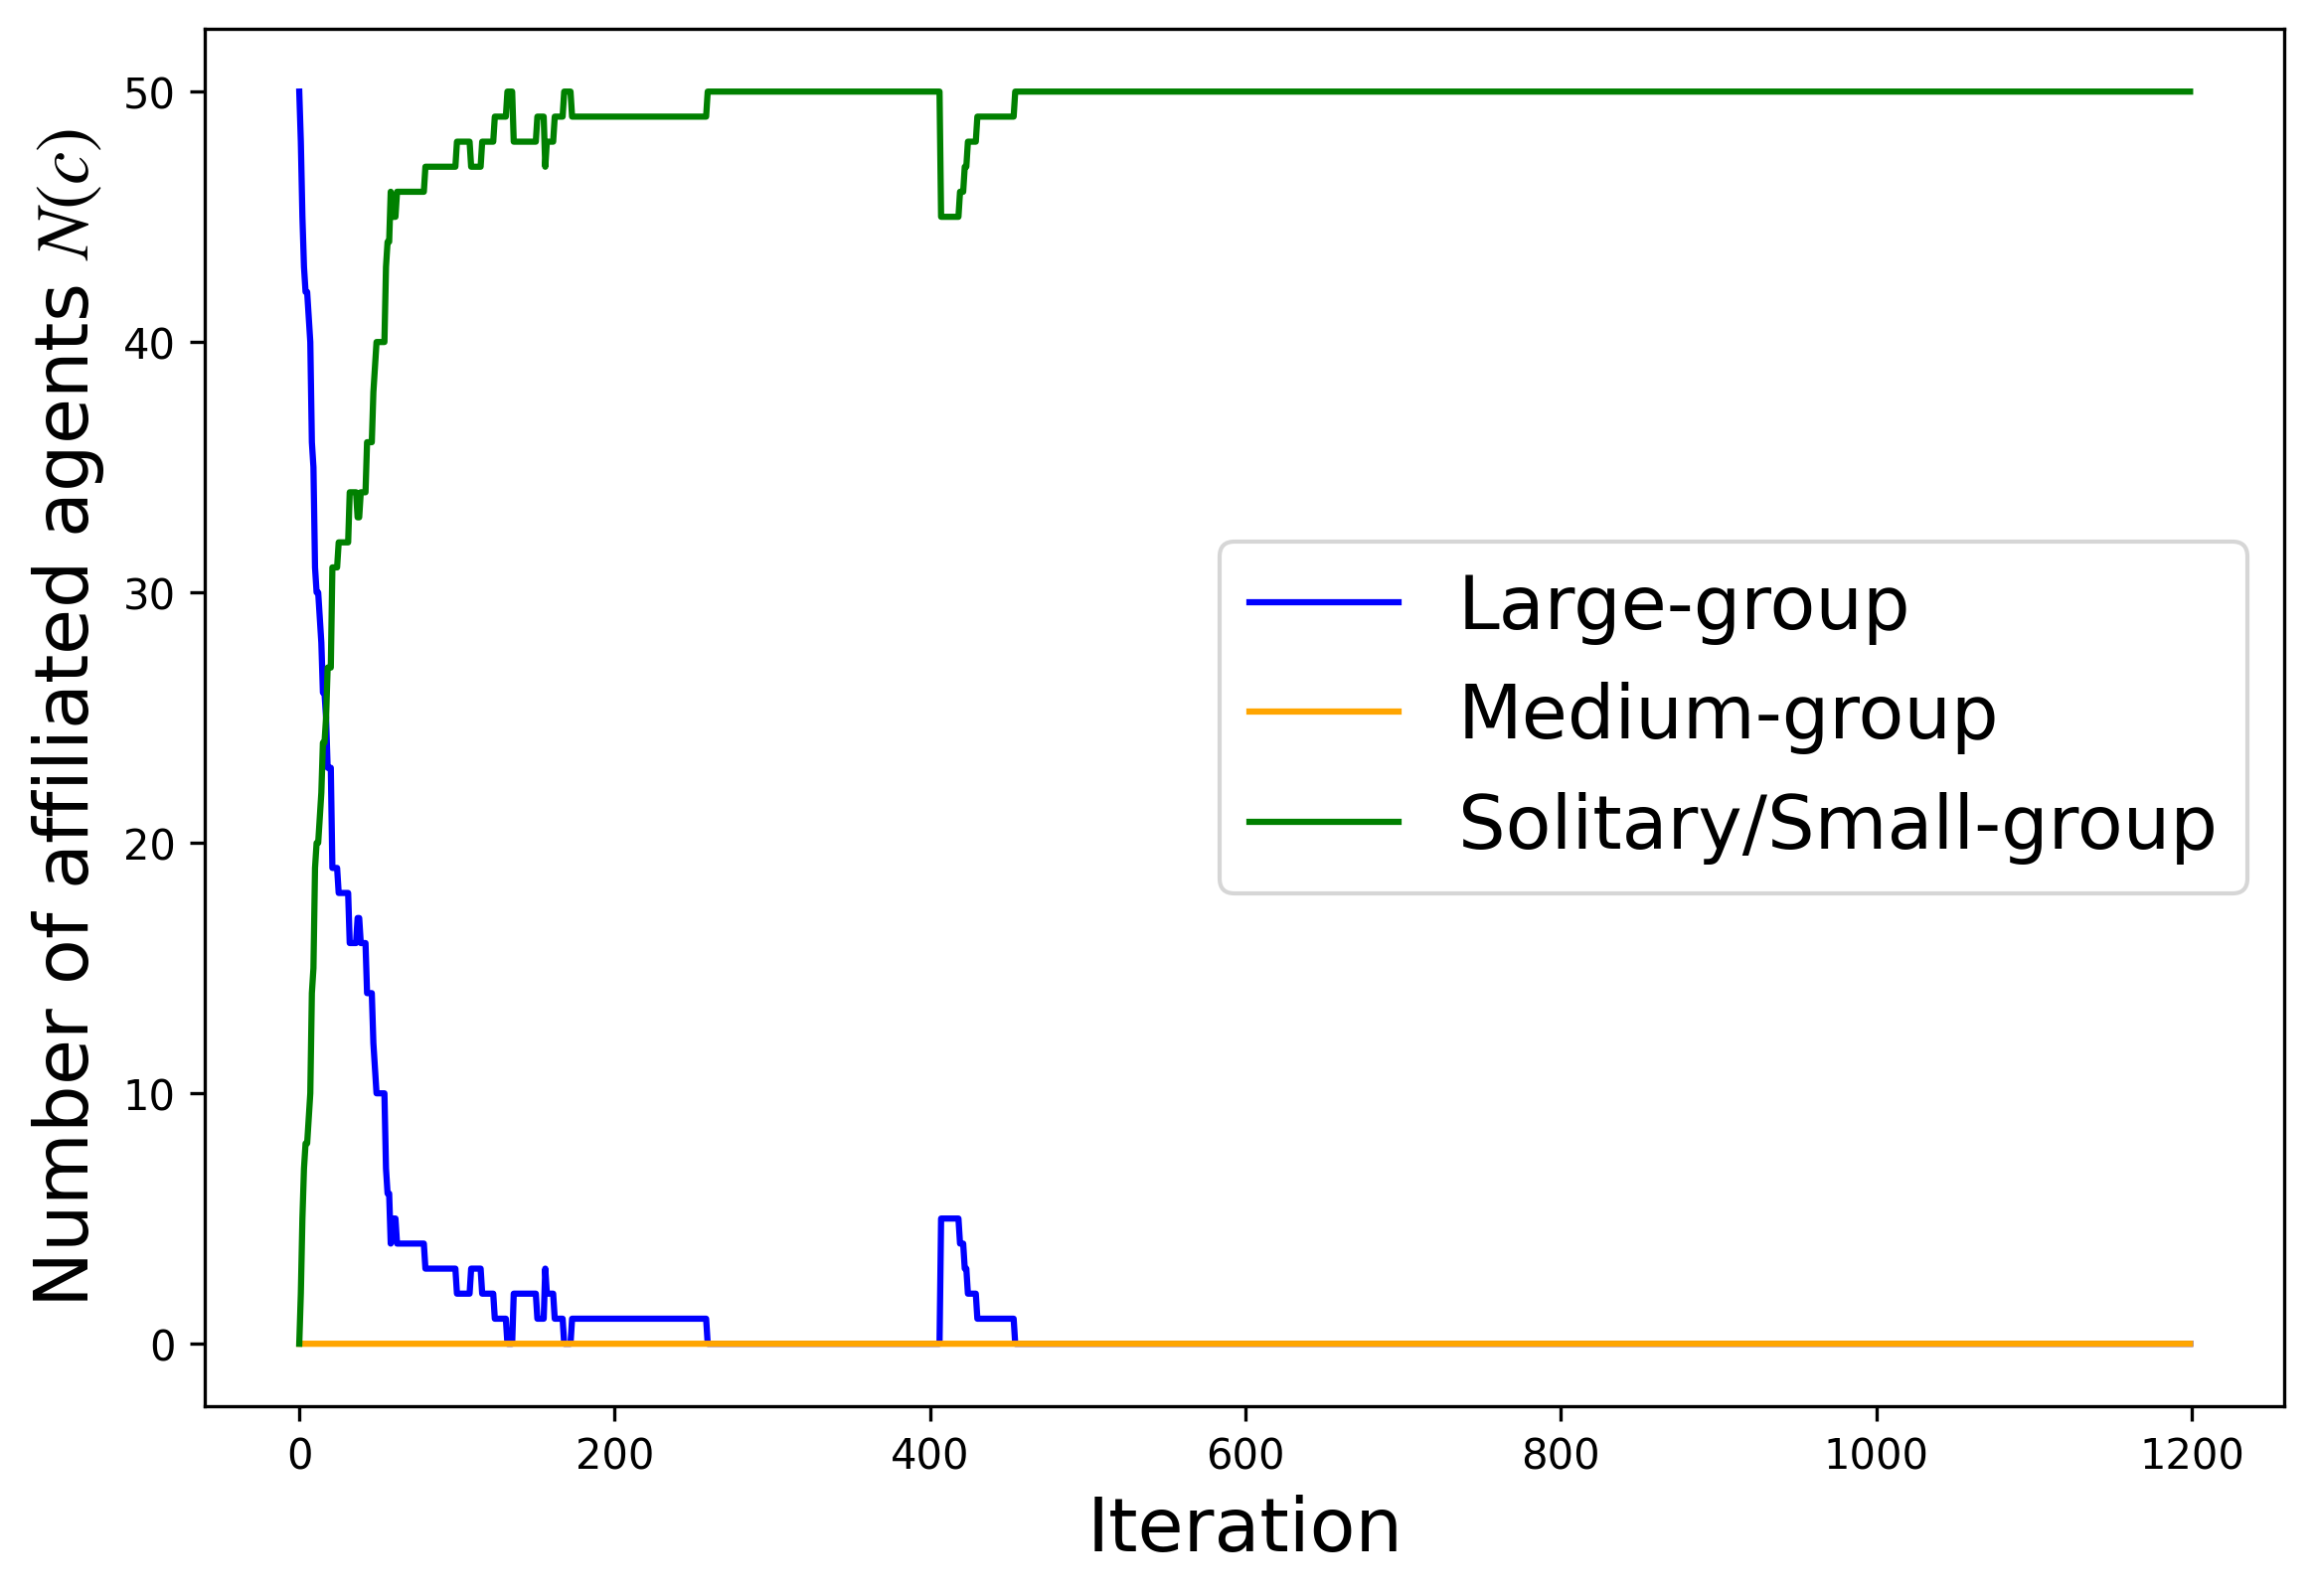 Number of affiliated agents N(c)
50
40
30
20
10
0
Large-group
Medium-group
Solitary/Small-group
0 200 400 600 800 1000 1200
Iteration